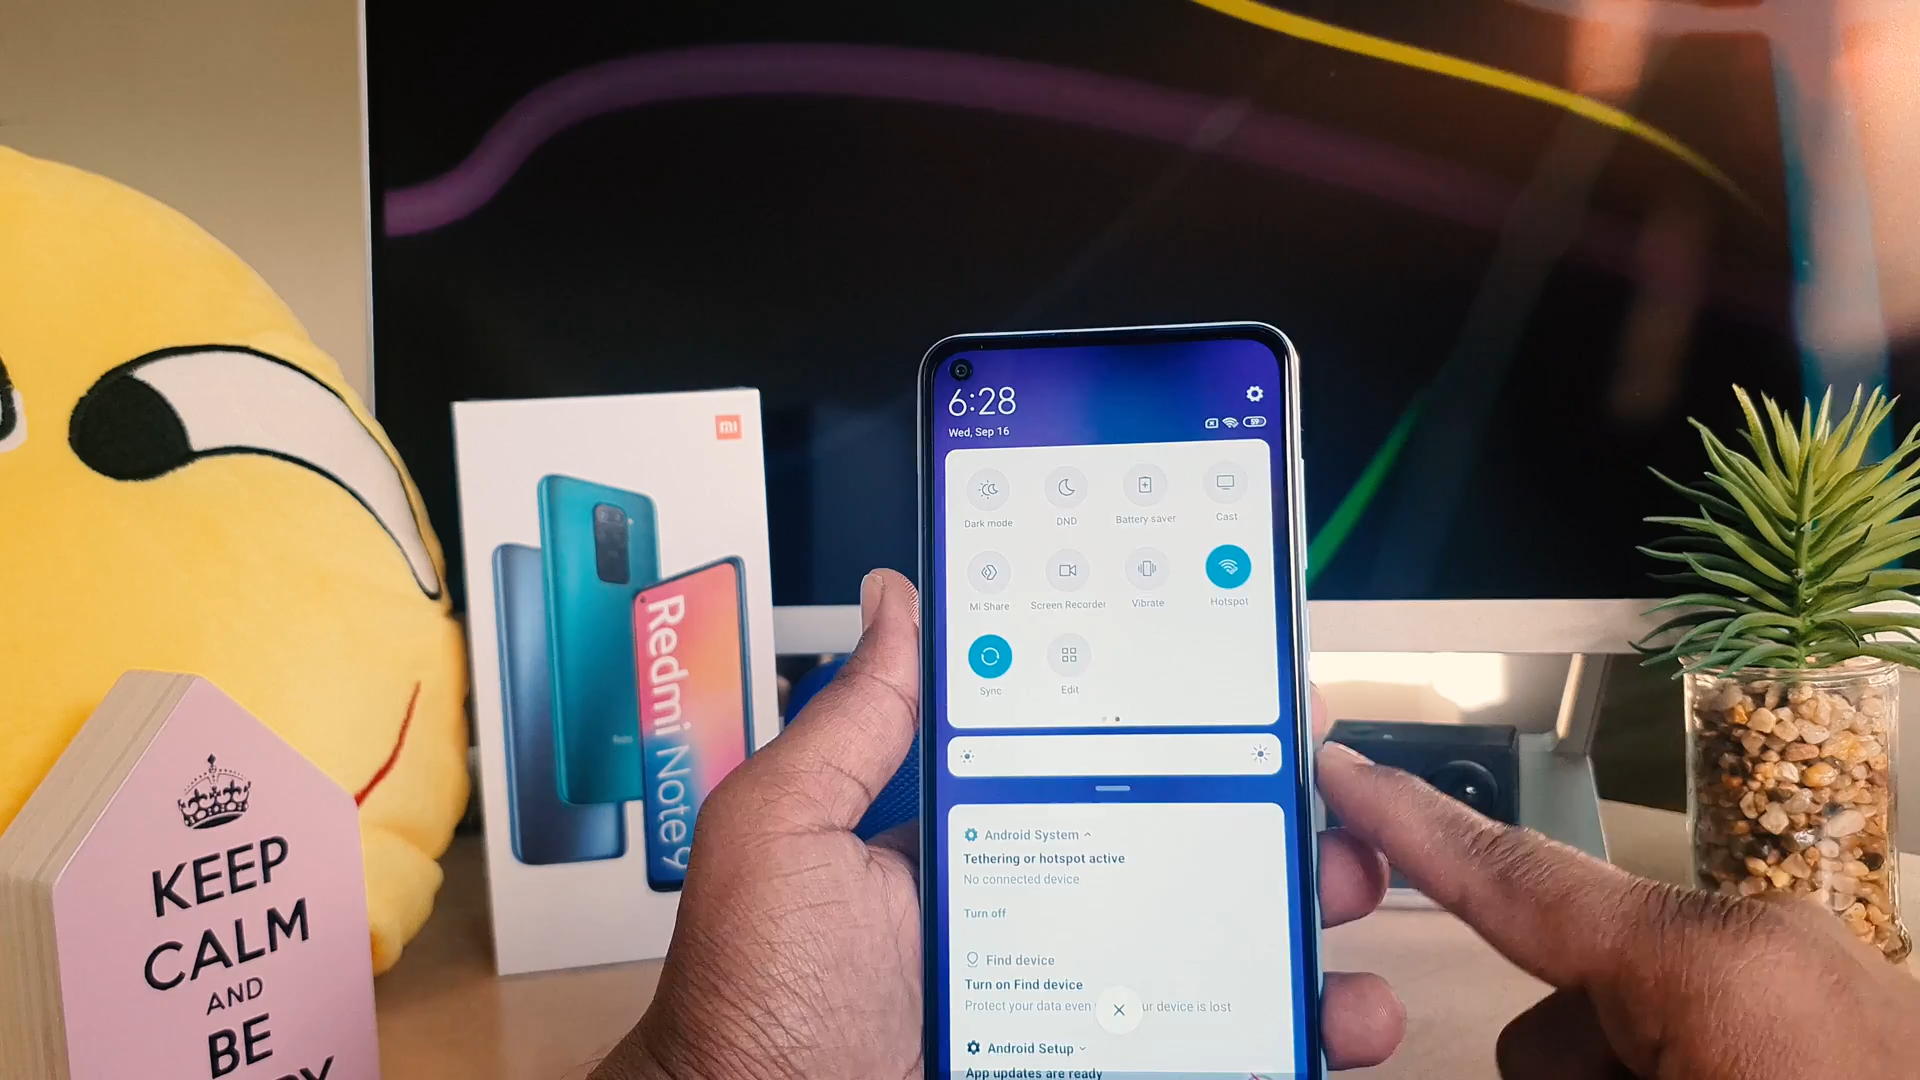 mi
Redmi Note 9
Redmi
KEEP
CALM
AND
BE
6:28
Wed, Sep 16
59
Dark mode
DND
Battery saver
Cast
Mi Share
Screen Recorder
Vibrate
Hotspot
Sync
Edit
Android System
Tethering or hotspot active
No connected device
Turn off
Find device
Turn on Find device
Protect your data even ur device is lost
Android Setup
App updates are ready